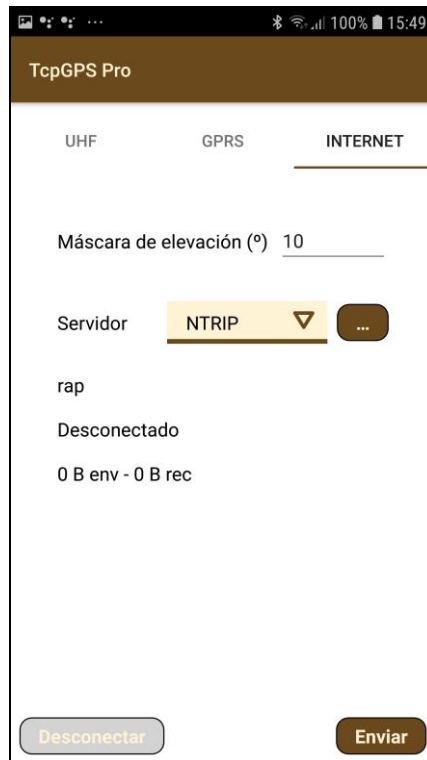 100% 15:49
TcpGPS Pro
UHF GPRS INTERNET
Máscara de elevación (º) 10
Servidor NTRIP ...
rap
Desconectado
0 B env - 0 B rec
Desconectar Enviar